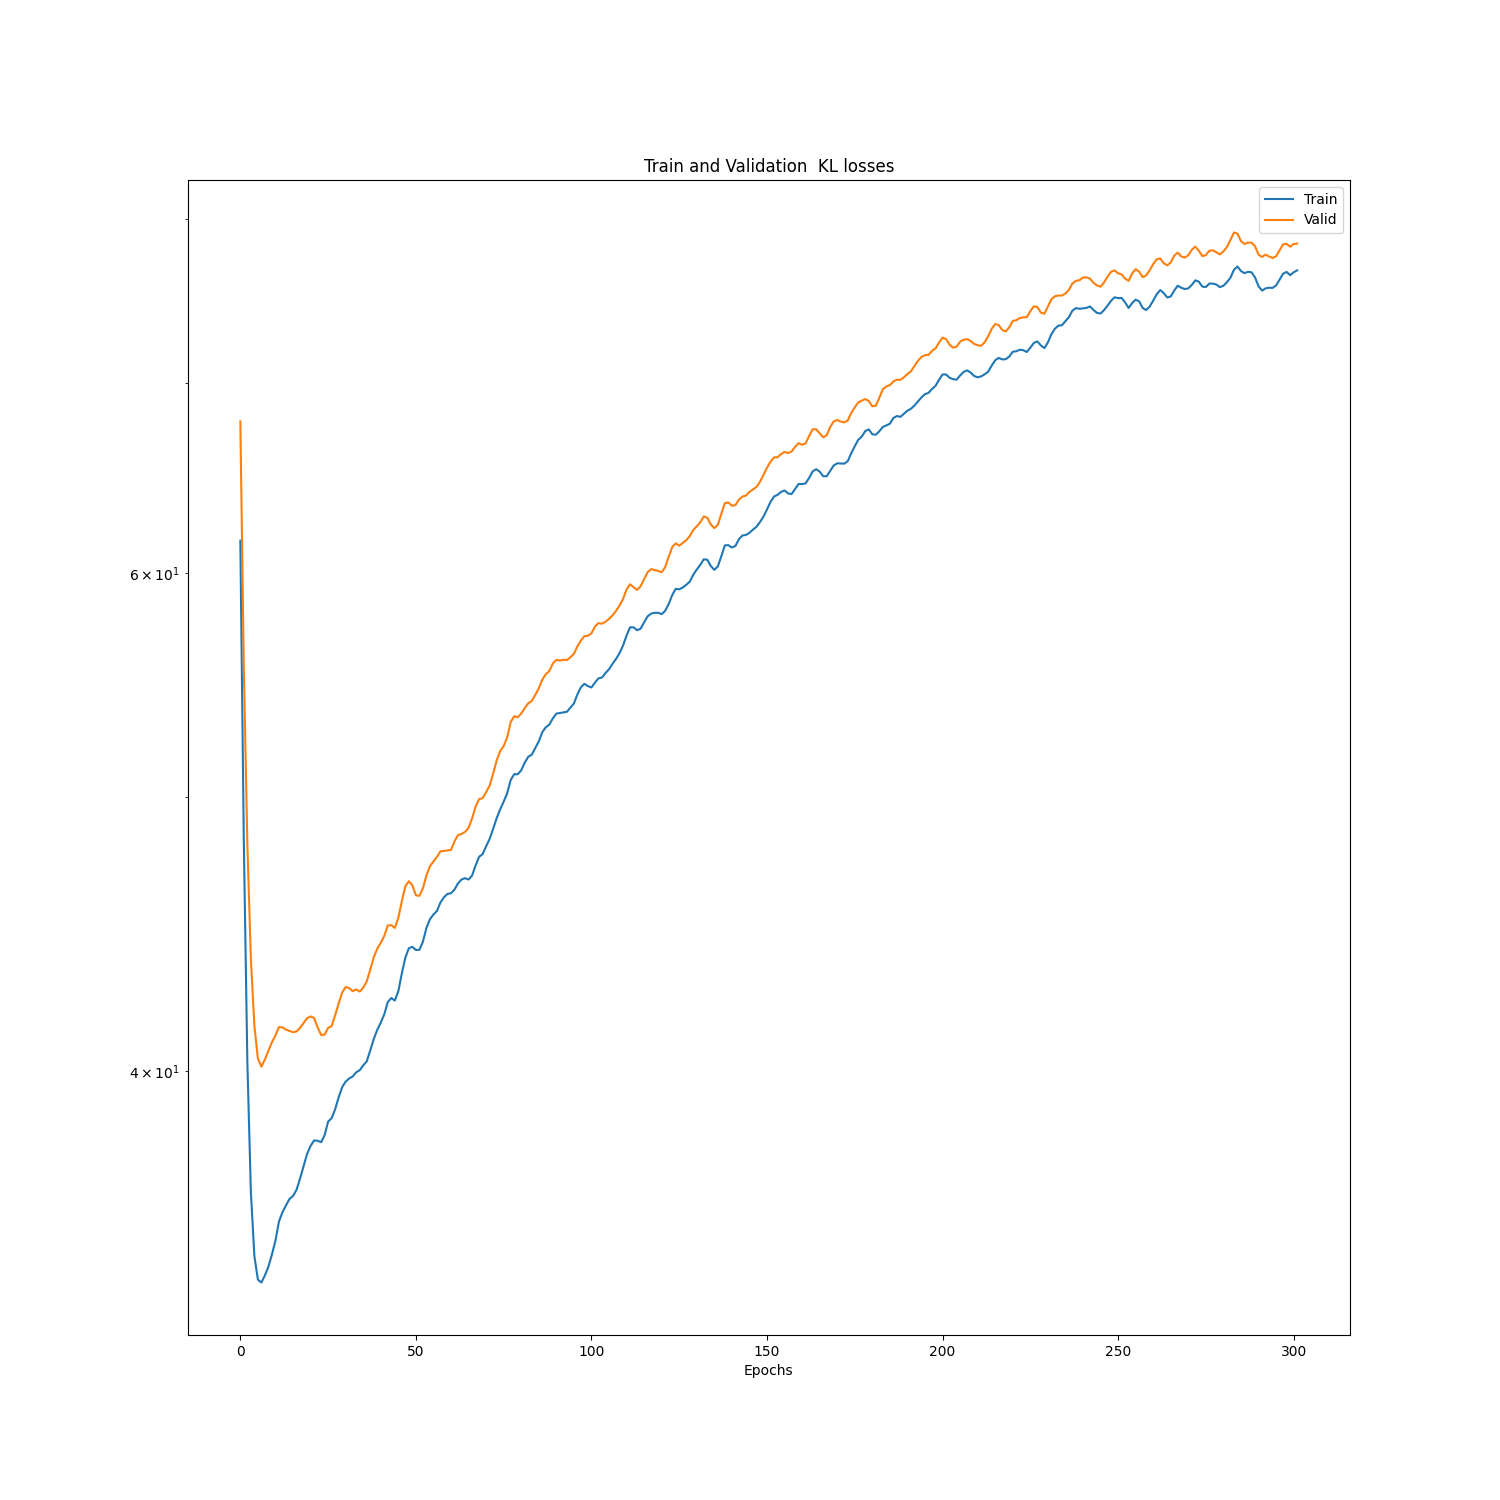 Train and Validation  KL losses
Train
Valid
6 × 10¹
4 × 10¹
0 50 100 150 200 250 300
Epochs